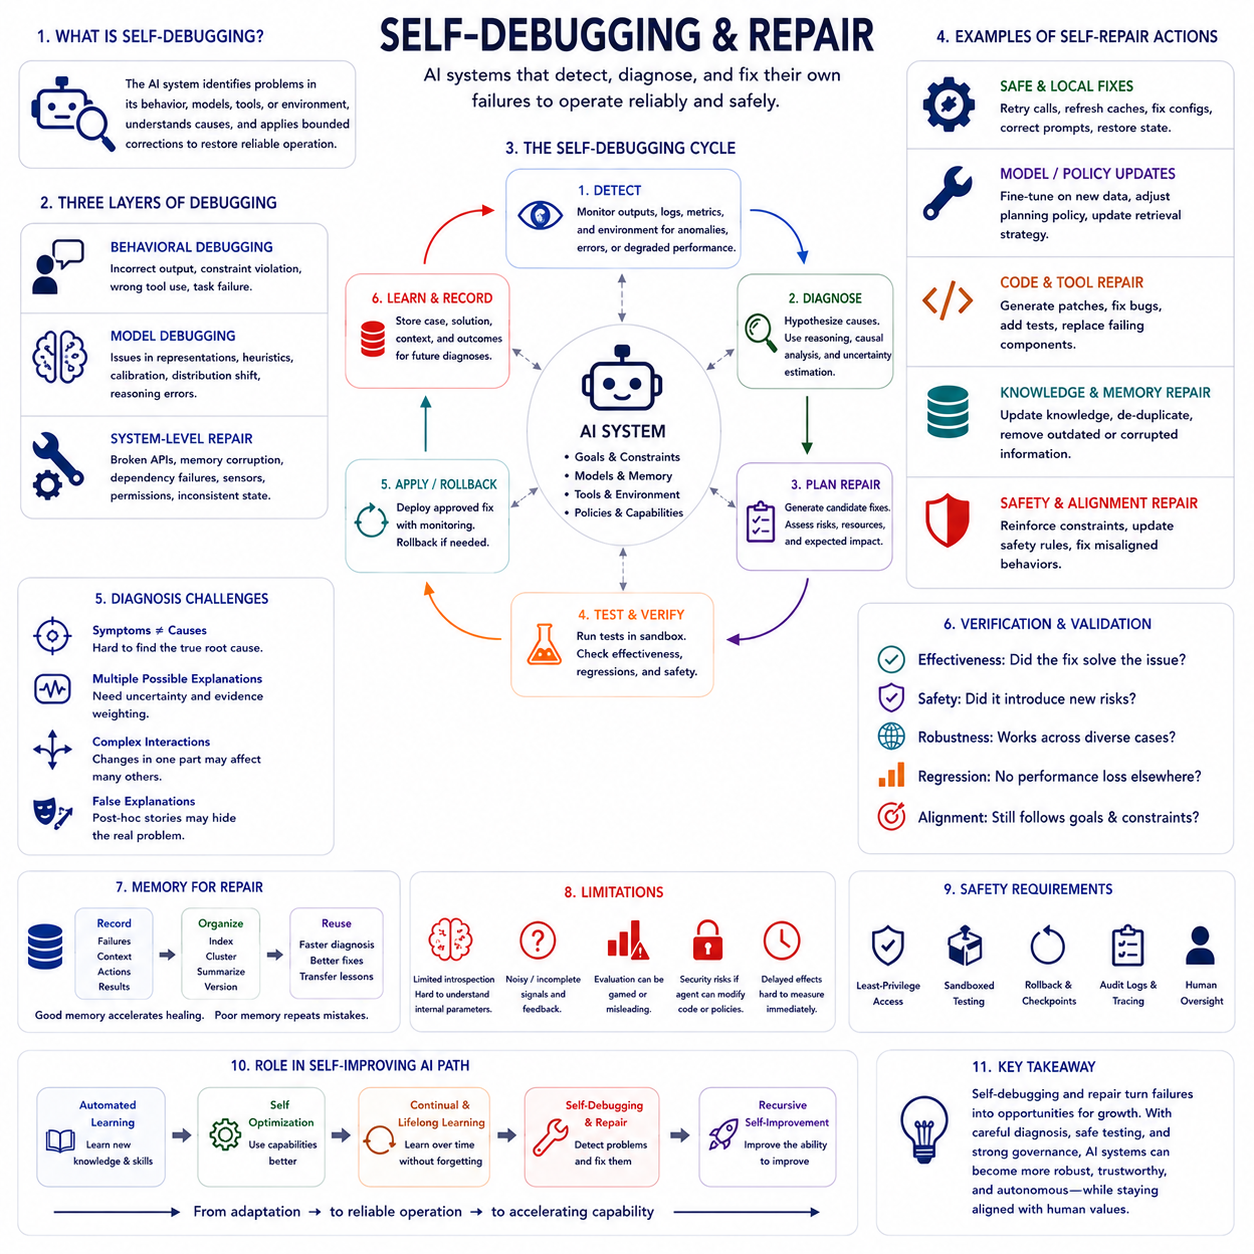 SELF-DEBUGGING & REPAIR
AI systems that detect, diagnose, and fix their own
failures to operate reliably and safely.
1. WHAT IS SELF-DEBUGGING?
The AI system identifies problems in
its behavior, models, tools, or environment,
understands causes, and applies bounded
corrections to restore reliable operation.
2. THREE LAYERS OF DEBUGGING
BEHAVIORAL DEBUGGING
Incorrect output, constraint violation,
wrong tool use, task failure.
MODEL DEBUGGING
Issues in representations, heuristics,
calibration, distribution shift,
reasoning errors.
SYSTEM-LEVEL REPAIR
Broken APIs, memory corruption,
dependency failures, sensors,
permissions, inconsistent state.
3. THE SELF-DEBUGGING CYCLE
1. DETECT
Monitor outputs, logs, metrics,
and environment for anomalies,
errors, or degraded performance.
2. DIAGNOSE
Hypothesize causes.
Use reasoning, causal
analysis, and uncertainty
estimation.
3. PLAN REPAIR
Generate candidate fixes.
Assess risks, resources,
and expected impact.
4. TEST & VERIFY
Run tests in sandbox.
Check effectiveness,
regressions, and safety.
5. APPLY / ROLLBACK
Deploy approved fix
with monitoring.
Rollback if needed.
6. LEARN & RECORD
Store case, solution,
context, and outcomes
for future diagnoses.
AI SYSTEM
• Goals & Constraints
• Models & Memory
• Tools & Environment
• Policies & Capabilities
4. EXAMPLES OF SELF-REPAIR ACTIONS
SAFE & LOCAL FIXES
Retry calls, refresh caches, fix configs,
correct prompts, restore state.
MODEL / POLICY UPDATES
Fine-tune on new data, adjust
planning policy, update retrieval
strategy.
CODE & TOOL REPAIR
Generate patches, fix bugs,
add tests, replace failing
components.
KNOWLEDGE & MEMORY REPAIR
Update knowledge, de-duplicate,
remove outdated or corrupted
information.
SAFETY & ALIGNMENT REPAIR
Reinforce constraints, update
safety rules, fix misaligned
behaviors.
5. DIAGNOSIS CHALLENGES
Symptoms ≠ Causes
Hard to find the true root cause.
Multiple Possible Explanations
Need uncertainty and evidence
weighting.
Complex Interactions
Changes in one part may affect
many others.
False Explanations
Post-hoc stories may hide
the real problem.
6. VERIFICATION & VALIDATION
Effectiveness: Did the fix solve the issue?
Safety: Did it introduce new risks?
Robustness: Works across diverse cases?
Regression: No performance loss elsewhere?
Alignment: Still follows goals & constraints?
7. MEMORY FOR REPAIR
Record
Failures
Context
Actions
Results
Organize
Index
Cluster
Summarize
Version
Reuse
Faster diagnosis
Better fixes
Transfer lessons
Good memory accelerates healing. Poor memory repeats mistakes.
8. LIMITATIONS
Limited introspection
Hard to understand
internal parameters.
Noisy / incomplete
signals and
feedback.
Evaluation can be
gamed or
misleading.
Security risks if
agent can modify
code or policies.
Delayed effects
hard to measure
immediately.
9. SAFETY REQUIREMENTS
Least-Privilege
Access
Sandboxed
Testing
Rollback &
Checkpoints
Audit Logs &
Tracing
Human
Oversight
10. ROLE IN SELF-IMPROVING AI PATH
Automated
Learning
Learn new
knowledge & skills
Self
Optimization
Use capabilities
better
Continual &
Lifelong Learning
Learn over time
without forgetting
Self-Debugging
& Repair
Detect problems
and fix them
Recursive
Self-Improvement
Improve the ability
to improve
From adaptation → to reliable operation → to accelerating capability
11. KEY TAKEAWAY
Self-debugging and repair turn failures
into opportunities for growth. With
careful diagnosis, safe testing, and
strong governance, AI systems can
become more robust, trustworthy,
and autonomous—while staying
aligned with human values.